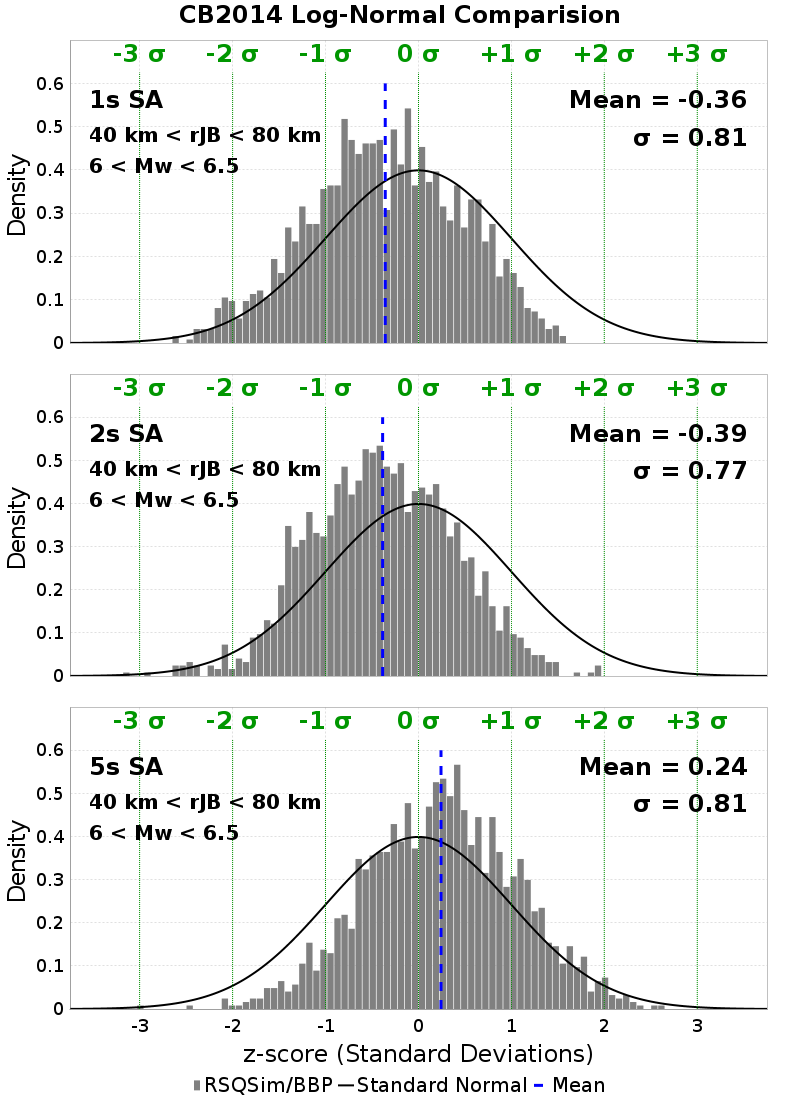 CB2014 Log-Normal Comparision
-3 σ -2 σ -1 σ 0 σ +1 σ +2 σ +3 σ
0.6
1s SA
Mean = -0.36
0.5
40 km < rJB < 80 km
σ = 0.81
6 < Mw < 6.5
0.4
Density
0.3
0.2
0.1
0
-3 σ -2 σ -1 σ 0 σ +1 σ +2 σ +3 σ
0.6
2s SA
Mean = -0.39
0.5
40 km < rJB < 80 km
σ = 0.77
6 < Mw < 6.5
0.4
Density
0.3
0.2
0.1
0
-3 σ -2 σ -1 σ 0 σ +1 σ +2 σ +3 σ
0.6
5s SA
Mean = 0.24
0.5
40 km < rJB < 80 km
σ = 0.81
6 < Mw < 6.5
0.4
Density
0.3
0.2
0.1
0
-3 -2 -1 0 1 2 3
z-score (Standard Deviations)
RSQSim/BBP Standard Normal Mean